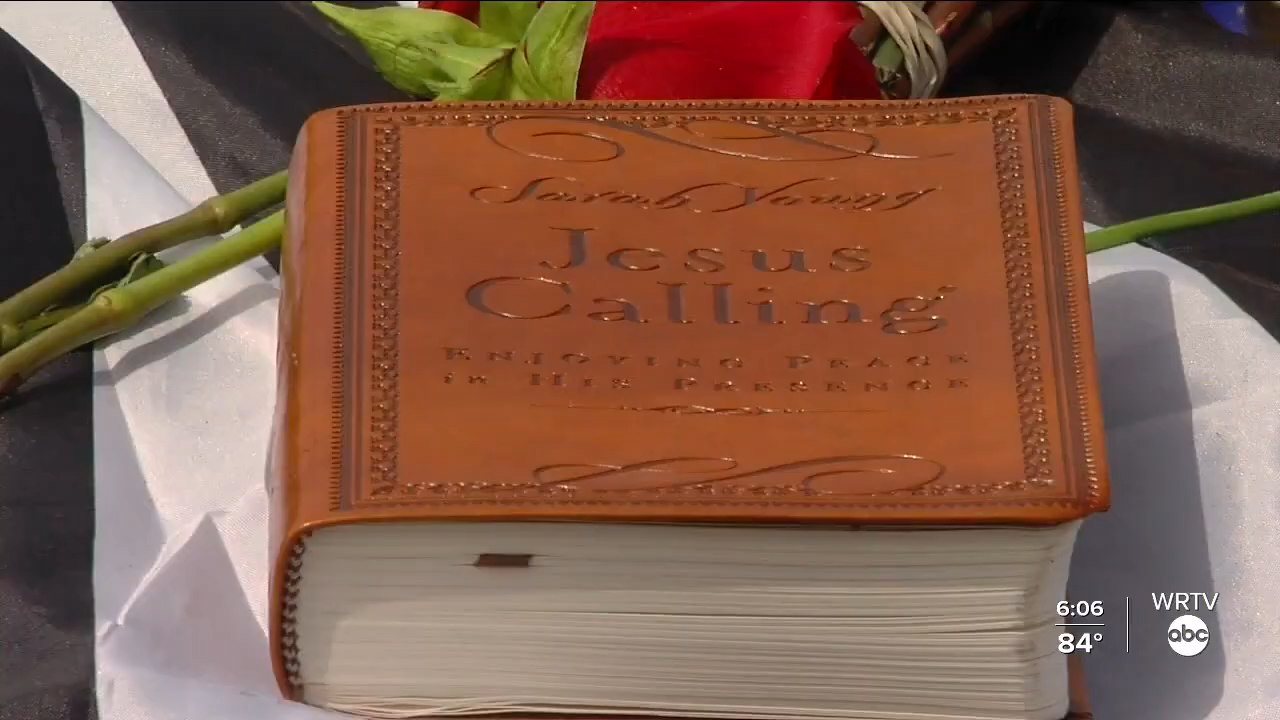 Sarah Young
Jesus
Calling®
ENJOYING PEACE
in HIS PRESENCE
6:06
84°
WRTV
abc